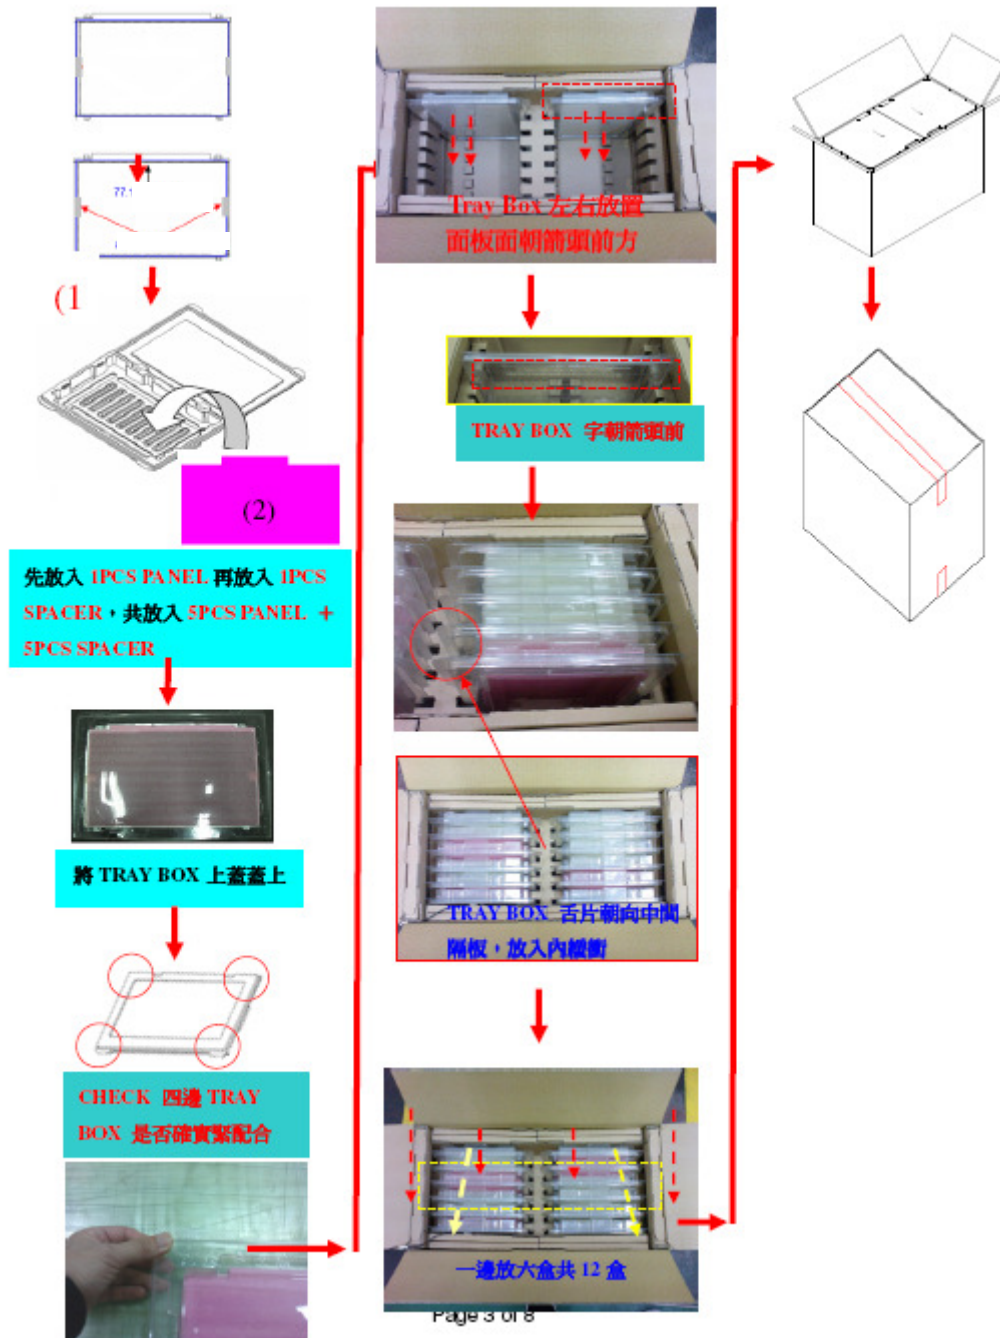 77.1
(1
(2)
先放入 1PCS PANEL 再放入 1PCS
SPACER，共放入 5PCS PANEL +
5PCS SPACER
將 TRAY BOX 上蓋蓋上
CHECK 四邊 TRAY
BOX 是否確實緊配合
Tray Box 左右放置
面板面朝箭頭前方
TRAY BOX 字朝箭頭前
TRAY BOX 舌片朝向中間
隔板，放入內緩衝
一邊放六盒共 12 盒
Page 3 of 8